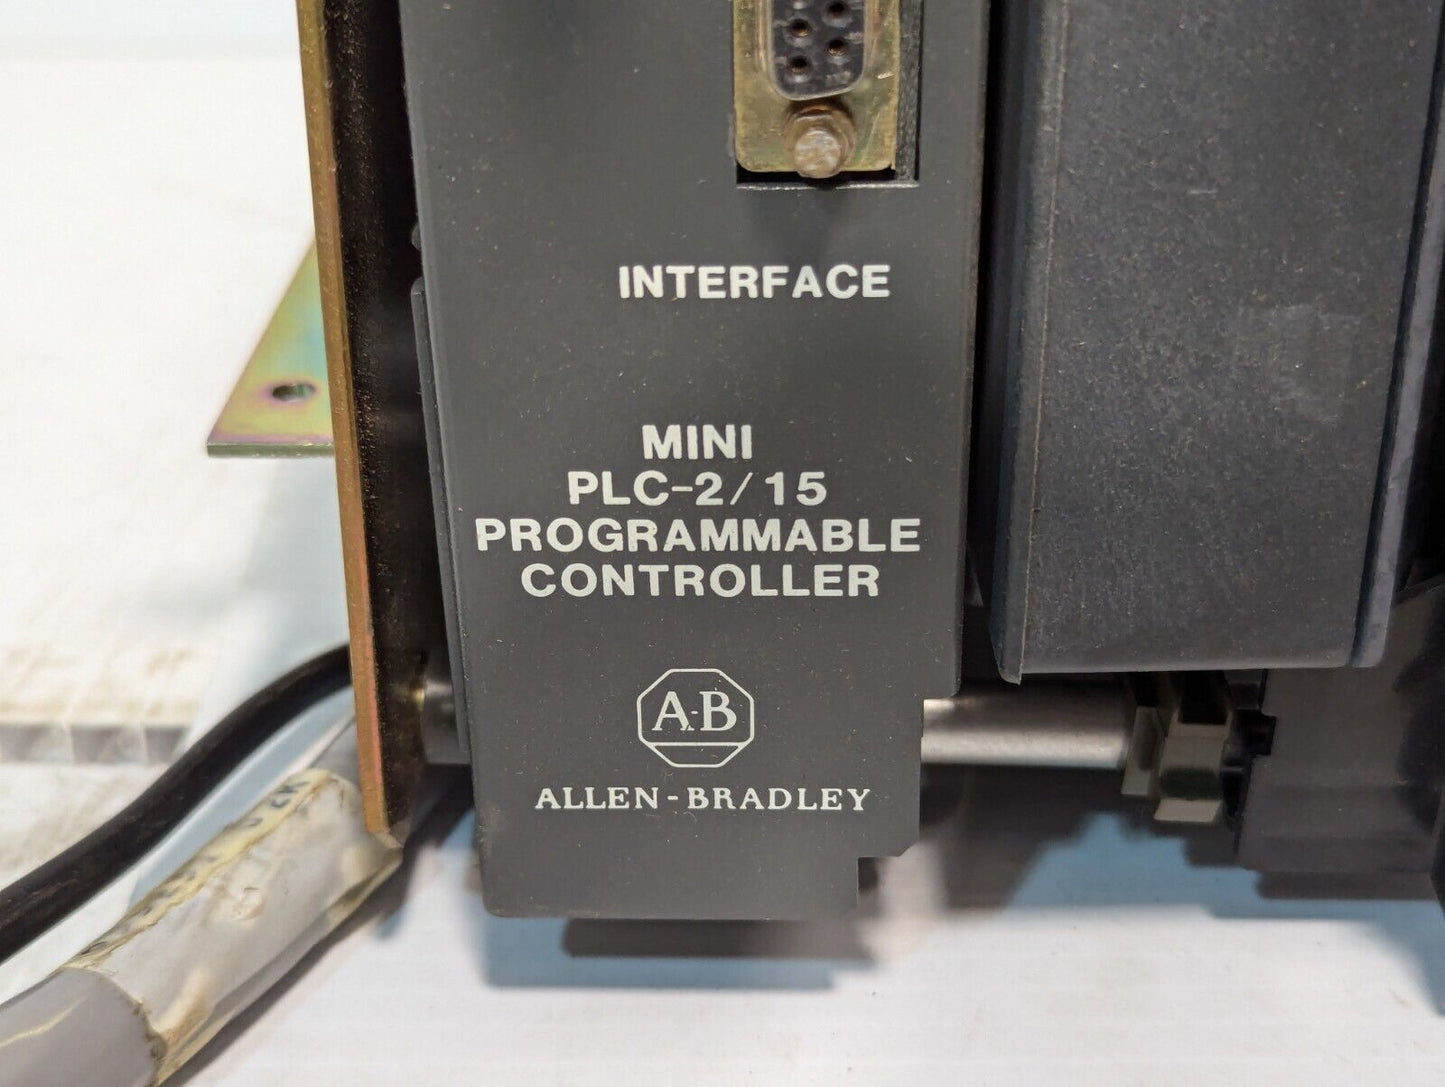 INTERFACE
MINI
PLC-2/15
PROGRAMMABLE
CONTROLLER
A-B
ALLEN-BRADLEY